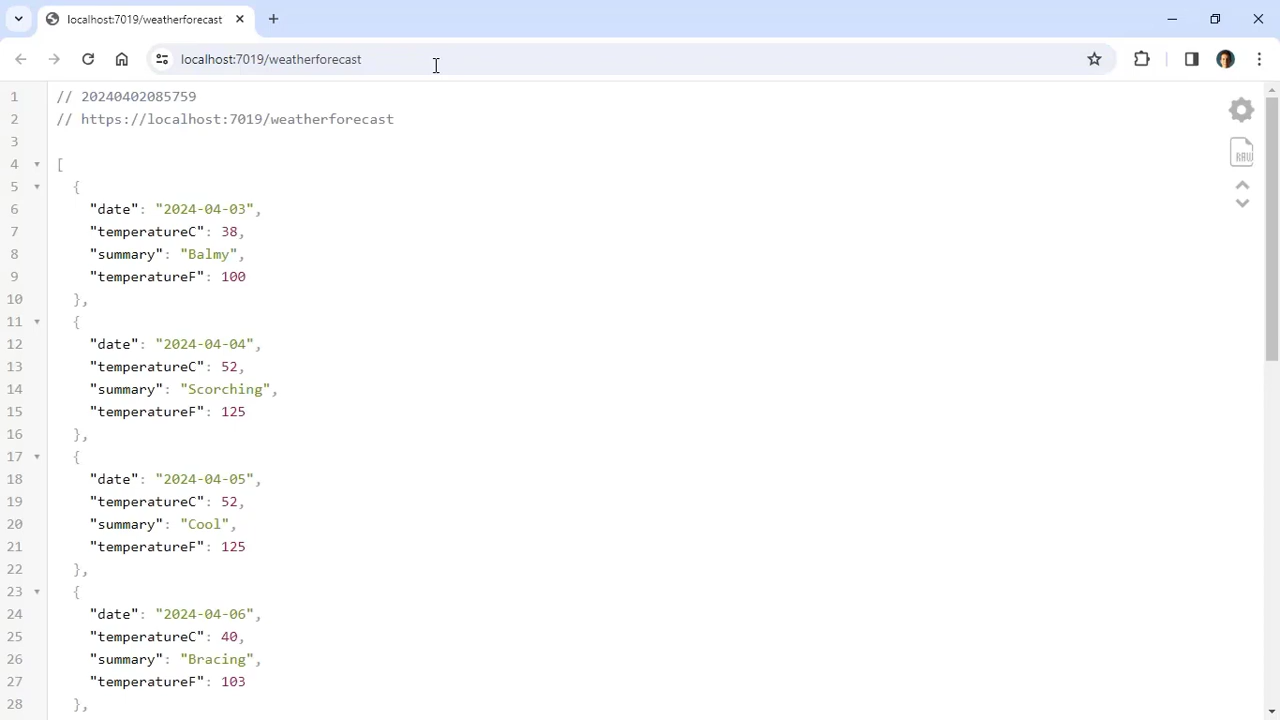 localhost:7019/weatherforecast
localhost:7019/weatherforecast
1 // 20240402085759
2 // https://localhost:7019/weatherforecast
3
4 [
5 {
6 "date": "2024-04-03",
7 "temperatureC": 38,
8 "summary": "Balmy",
9 "temperatureF": 100
10 },
11 {
12 "date": "2024-04-04",
13 "temperatureC": 52,
14 "summary": "Scorching",
15 "temperatureF": 125
16 },
17 {
18 "date": "2024-04-05",
19 "temperatureC": 52,
20 "summary": "Cool",
21 "temperatureF": 125
22 },
23 {
24 "date": "2024-04-06",
25 "temperatureC": 40,
26 "summary": "Bracing",
27 "temperatureF": 103
28 },
RAW